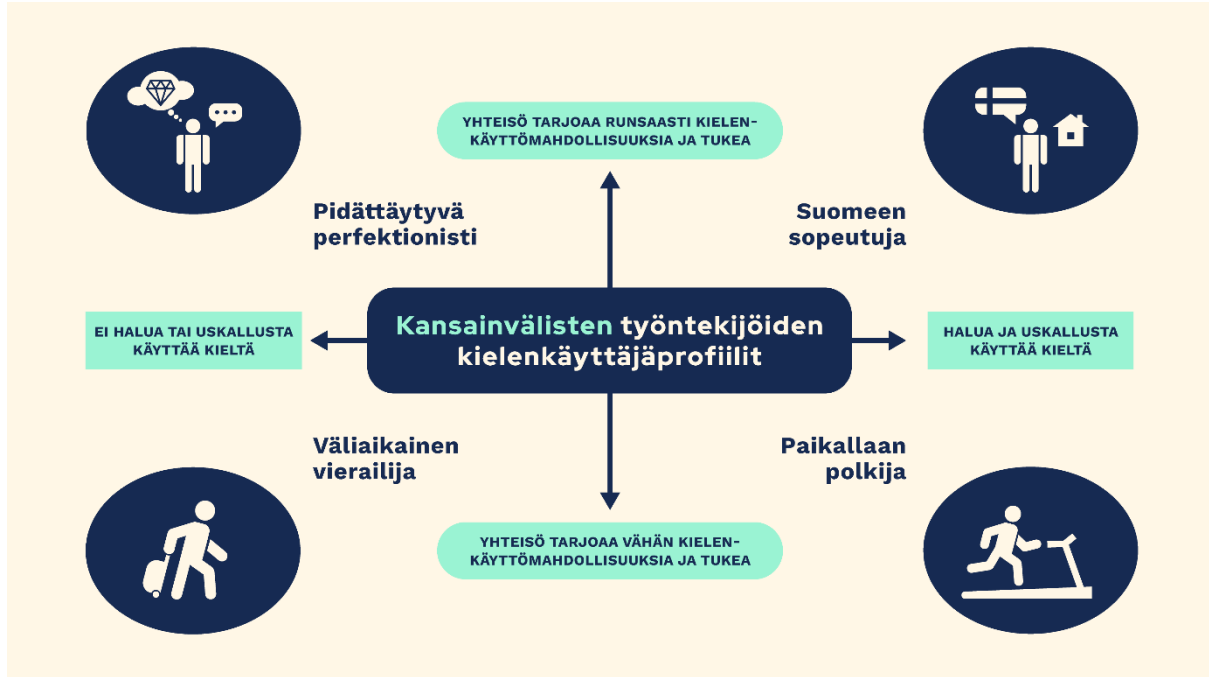 YHTEISÖ TARJOAA RUNSAASTI KIELEN-
KÄYTTÖMAHDOLLISUUKSIA JA TUKEA
Pidättäytyvä
perfektionisti
Suomeen
sopeutuja
EI HALUA TAI USKALLUSTA
KÄYTTÄÄ KIELTÄ
Kansainvälisten työntekijöiden
kielenkäyttäjäprofiilit
HALUA JA USKALLUSTA
KÄYTTÄÄ KIELTÄ
Väliaikainen
vierailija
Paikallaan
polkija
YHTEISÖ TARJOAA VÄHÄN KIELEN-
KÄYTTÖMAHDOLLISUUKSIA JA TUKEA